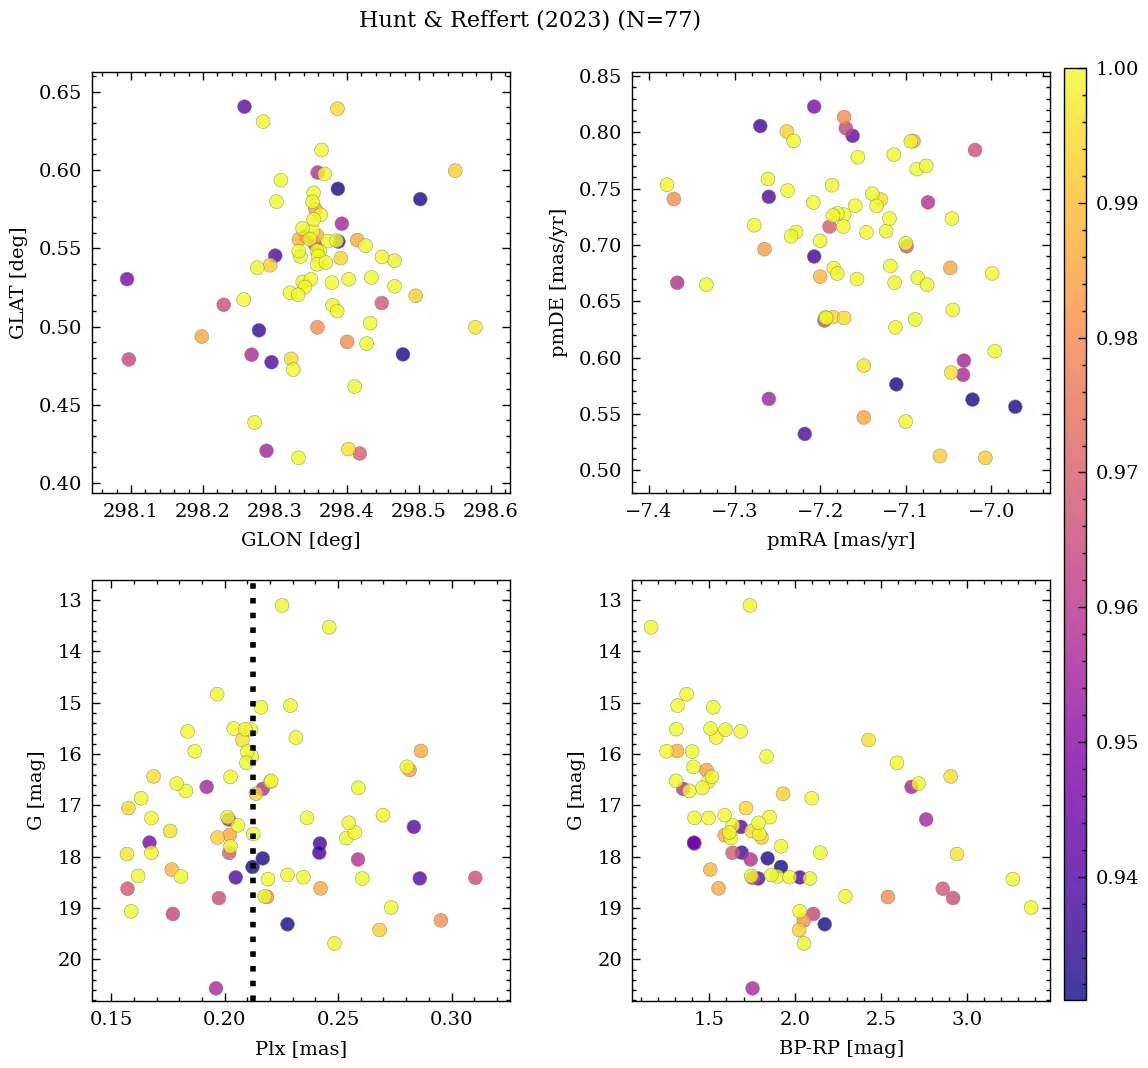 Hunt & Reffert (2023) (N=77)
0.65
0.60
0.55
0.50
0.45
0.40
GLAT [deg]
298.1 298.2 298.3 298.4 298.5 298.6
GLON [deg]
0.85
0.80
0.75
0.70
0.65
0.60
0.55
0.50
pmDE [mas/yr]
−7.4 −7.3 −7.2 −7.1 −7.0
pmRA [mas/yr]
13
14
15
16
17
18
19
20
G [mag]
0.15 0.20 0.25 0.30
Plx [mas]
13
14
15
16
17
18
19
20
G [mag]
1.5 2.0 2.5 3.0
BP-RP [mag]
1.00
0.99
0.98
0.97
0.96
0.95
0.94